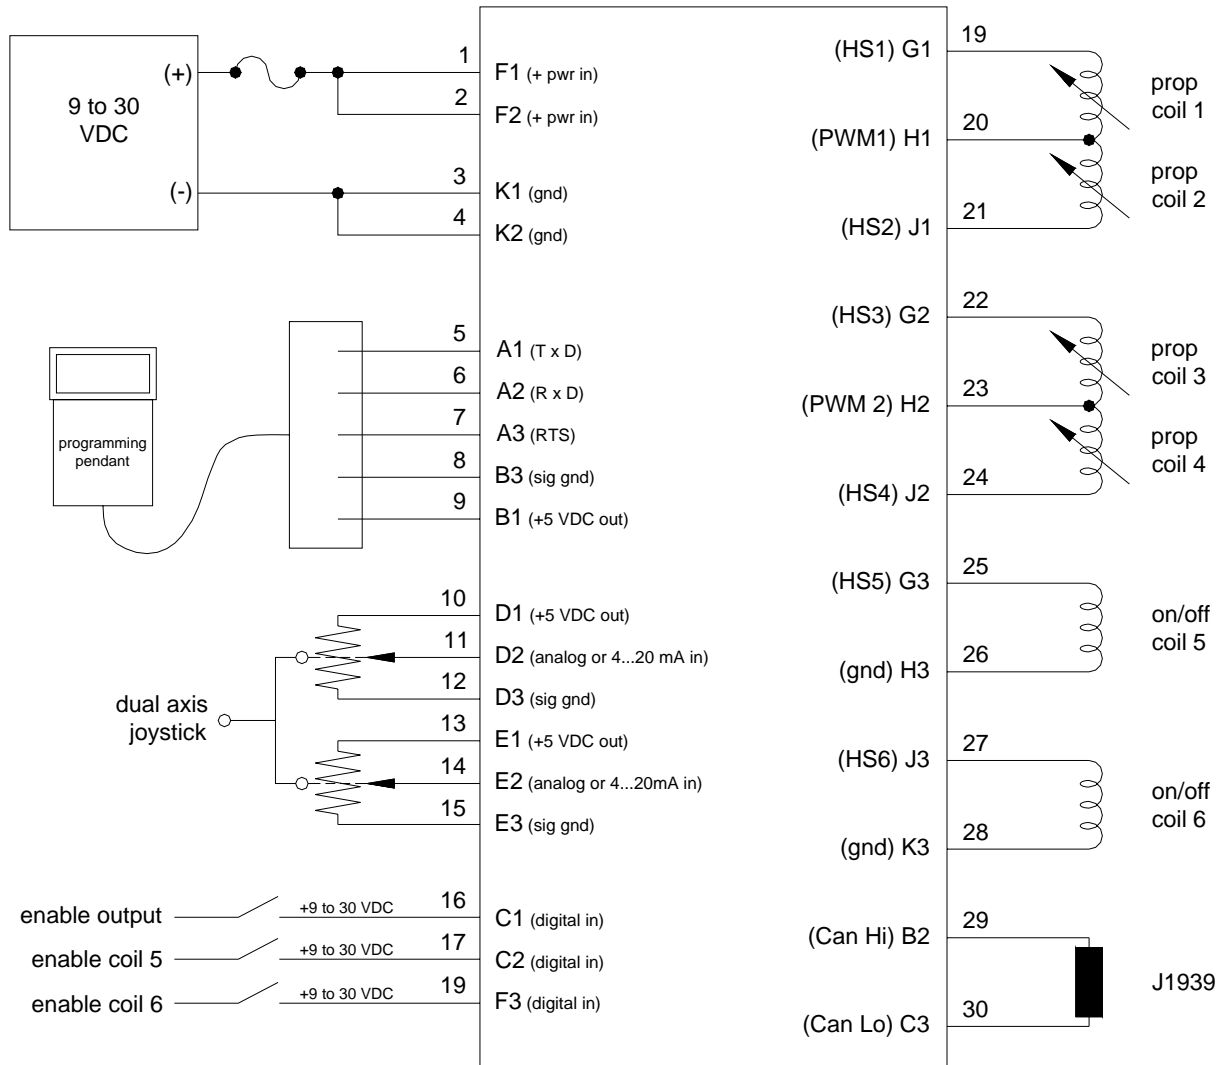 9 to 30
VDC
(+)
(-)
1
F1 (+ pwr in)
2
F2 (+ pwr in)
3
K1 (gnd)
4
K2 (gnd)
programming
pendant
5
A1 (T x D)
6
A2 (R x D)
7
A3 (RTS)
8
B3 (sig gnd)
9
B1 (+5 VDC out)
dual axis
joystick
10
D1 (+5 VDC out)
11
D2 (analog or 4...20 mA in)
12
D3 (sig gnd)
13
E1 (+5 VDC out)
14
E2 (analog or 4...20mA in)
15
E3 (sig gnd)
enable output
+9 to 30 VDC
16
C1 (digital in)
enable coil 5
+9 to 30 VDC
17
C2 (digital in)
enable coil 6
+9 to 30 VDC
19
F3 (digital in)
(HS1) G1
19
prop
coil 1
(PWM1) H1
20
prop
coil 2
(HS2) J1
21
(HS3) G2
22
prop
coil 3
(PWM 2) H2
23
prop
coil 4
(HS4) J2
24
(HS5) G3
25
on/off
coil 5
(gnd) H3
26
(HS6) J3
27
on/off
coil 6
(gnd) K3
28
(Can Hi) B2
29
J1939
(Can Lo) C3
30